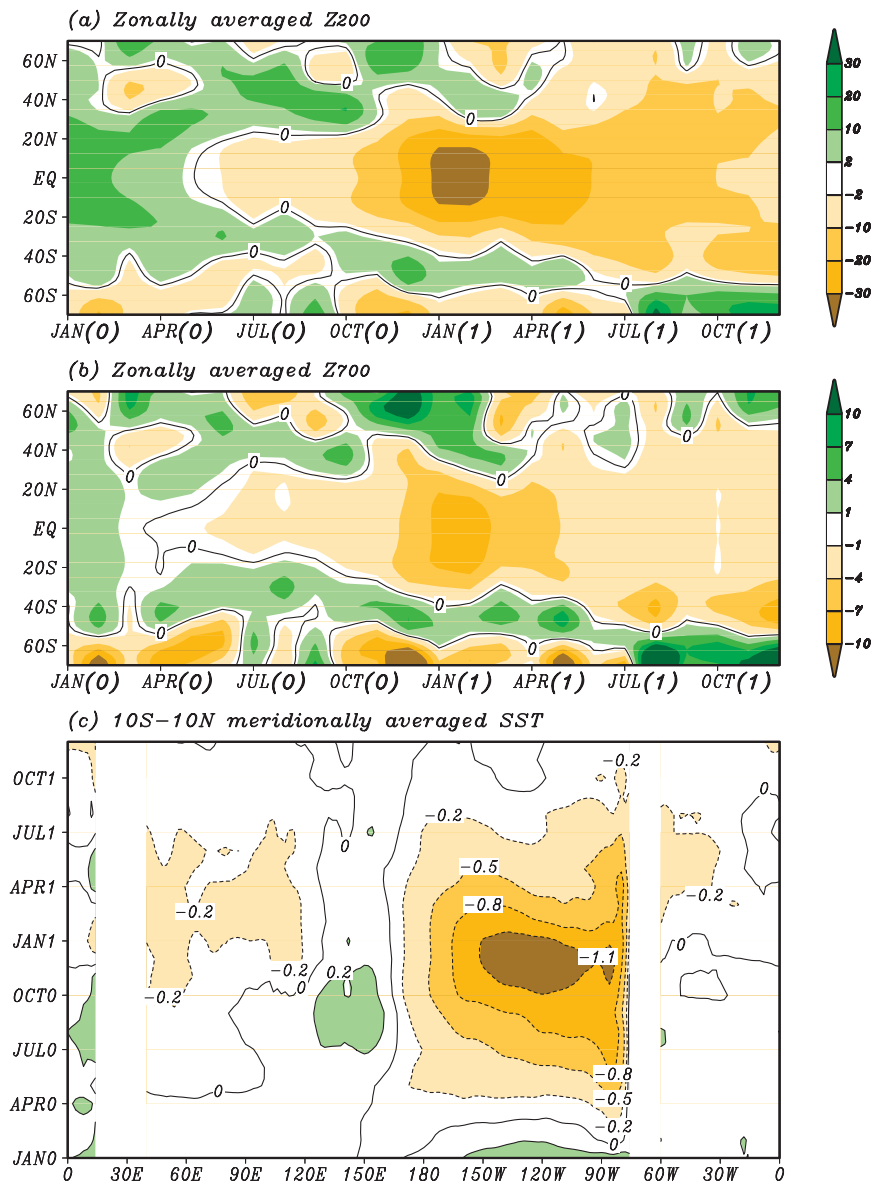 (a) Zonally averaged Z200
60N
40N
20N
EQ
20S
40S
60S
0 0 0 0 0 0 0 0 0
JAN(0) APR(0) JUL(0) OCT(0) JAN(1) APR(1) JUL(1) OCT(1)
30
20
10
2
-2
-10
-20
-30
(b) Zonally averaged Z700
60N
40N
20N
EQ
20S
40S
60S
0 0 0 0 0 0 0 0 0 0 0
JAN(0) APR(0) JUL(0) OCT(0) JAN(1) APR(1) JUL(1) OCT(1)
10
7
4
1
-1
-4
-7
-10
(c) 10S-10N meridionally averaged SST
OCT1
JUL1
APR1
JAN1
OCT0
JUL0
APR0
JAN0
-0.2
0
-0.2
0
-0.5
-0.2
-0.8
-0.2
0
-1.1
-0.2 0.2
-0.2 0
-0.8
0 -0.5
-0.2
0
0 30E 60E 90E 120E 150E 180 150W 120W 90W 60W 30W 0